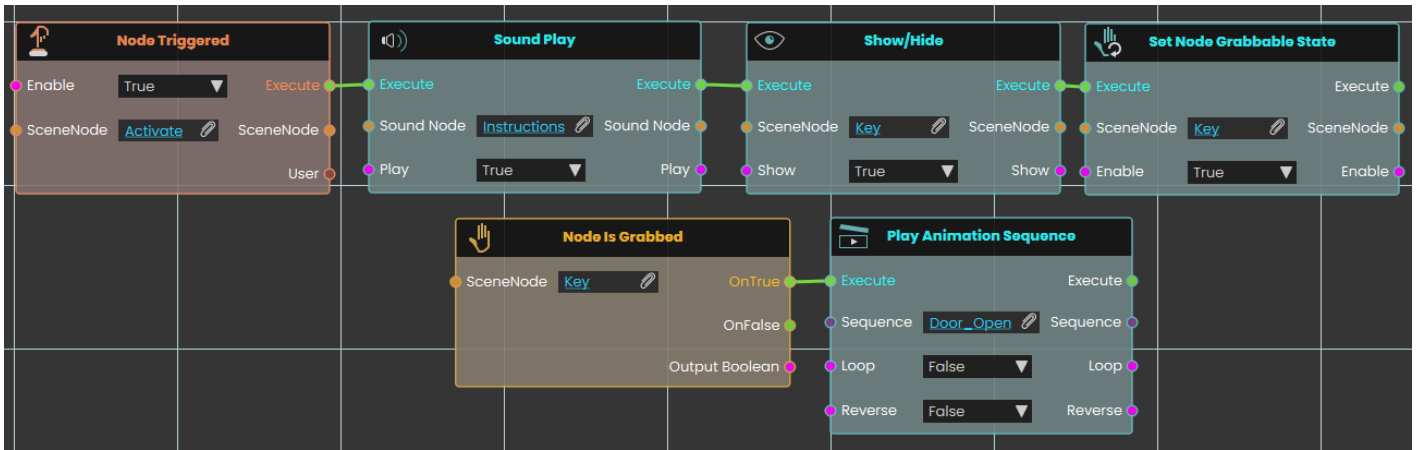 Node Triggered
Enable True Execute
SceneNode Activate SceneNode
User
Sound Play
Execute Execute
Sound Node Instructions Sound Node
Play True Play
Show/Hide
Execute Execute
SceneNode Key SceneNode
Show True Show
Set Node Grabbable State
Execute Execute
SceneNode Key SceneNode
Enable True Enable
Node Is Grabbed
SceneNode Key OnTrue
OnFalse
Output Boolean
Play Animation Sequence
Execute Execute
Sequence Door_Open Sequence
Loop False Loop
Reverse False Reverse